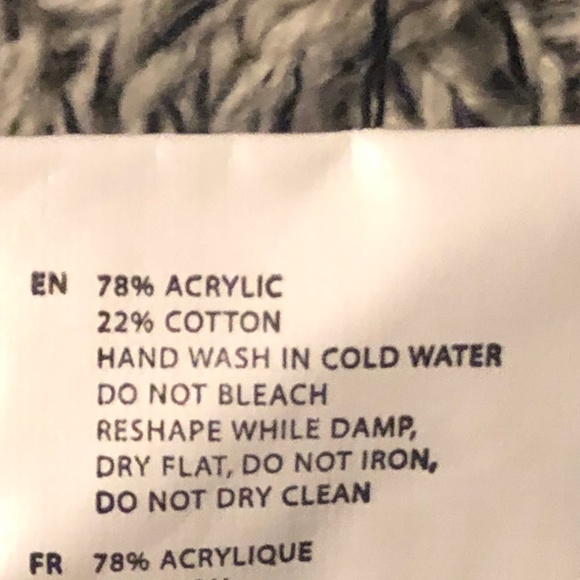 EN 78% ACRYLIC
22% COTTON
HAND WASH IN COLD WATER
DO NOT BLEACH
RESHAPE WHILE DAMP,
DRY FLAT, DO NOT IRON,
DO NOT DRY CLEAN
FR 78% ACRYLIQUE